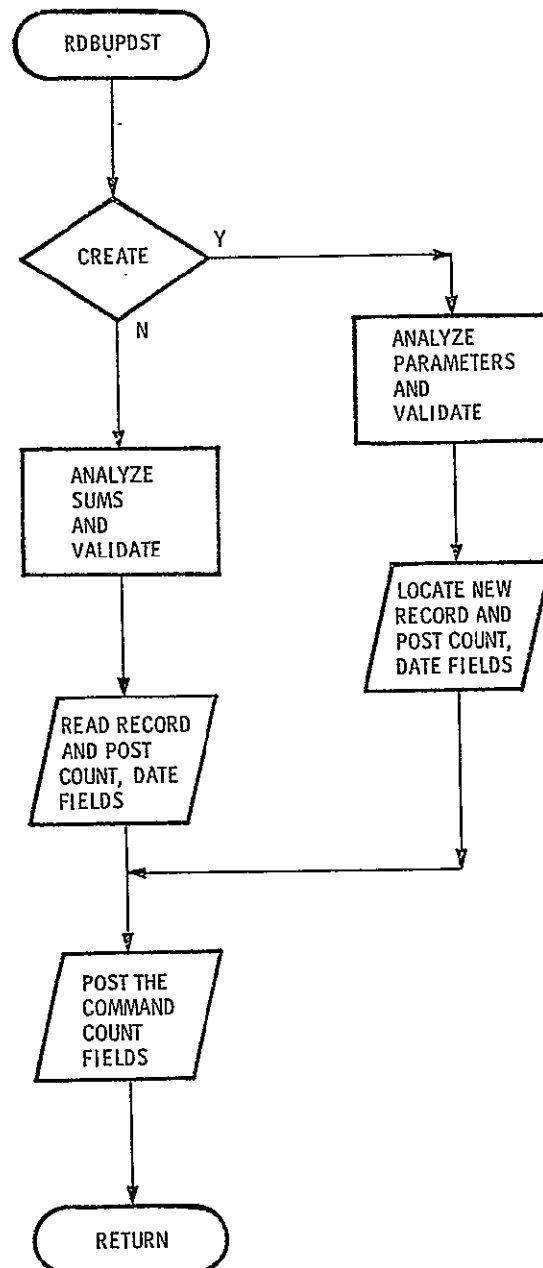 RDBUPDST
CREATE
Y
N
ANALYZE
PARAMETERS
AND
VALIDATE
ANALYZE
SUMS
AND
VALIDATE
LOCATE NEW
RECORD AND
POST COUNT,
DATE FIELDS
READ RECORD
AND POST
COUNT, DATE
FIELDS
POST THE
COMMAND
COUNT
FIELDS
RETURN